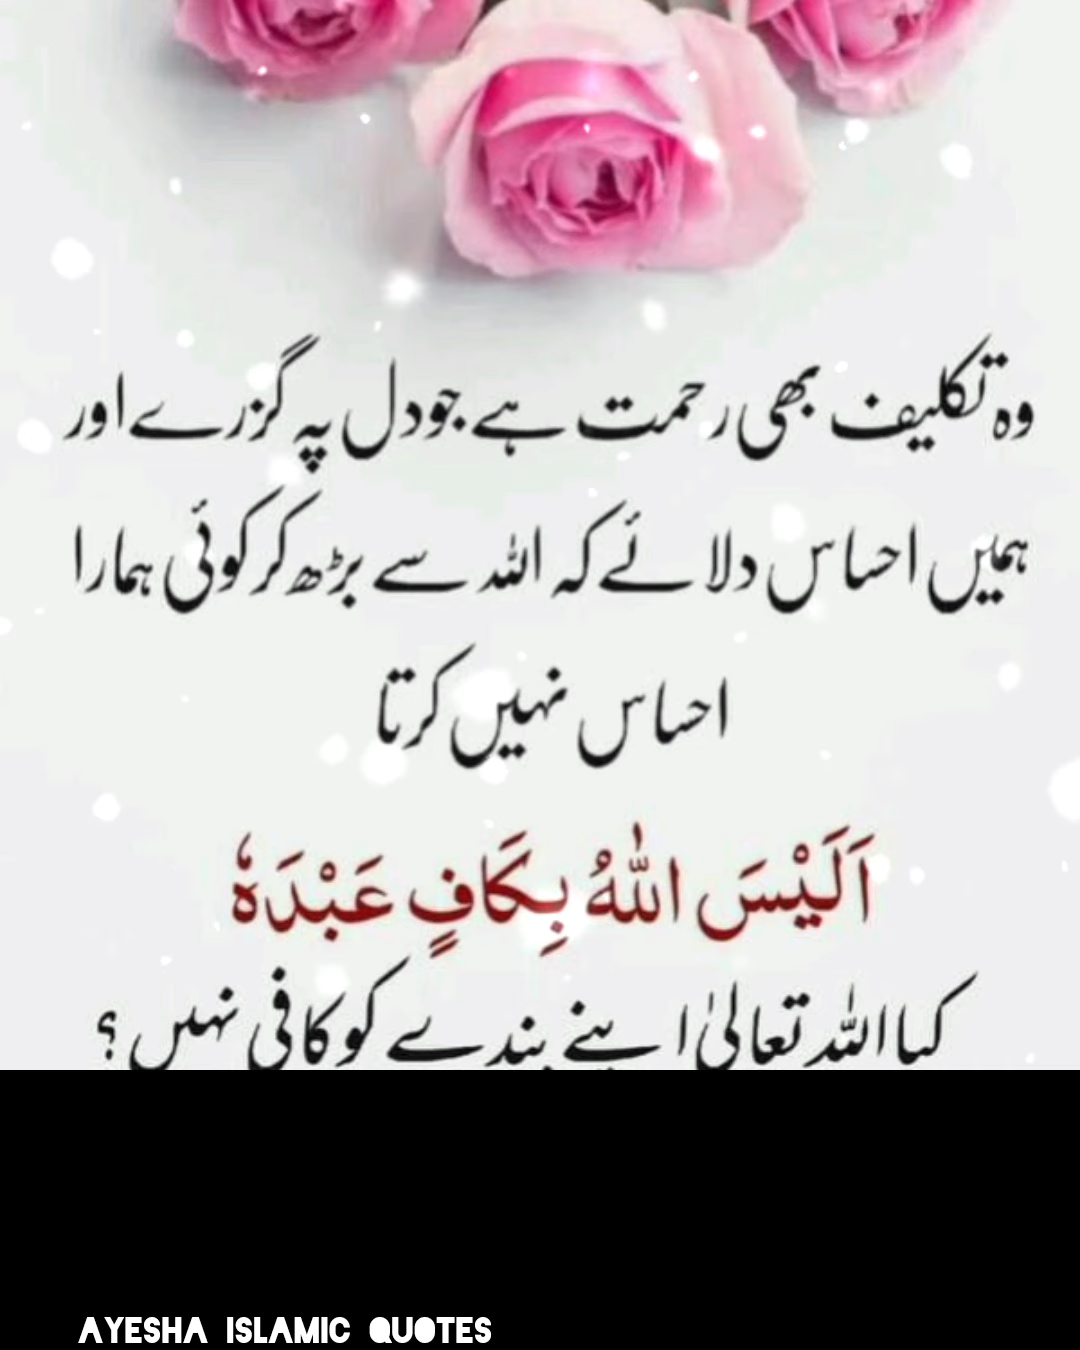 وہ تکلیف بھی رحمت ہے جو دل پہ گزرے اور
ہمیں احساس دلائے کہ اللہ سے بڑھ کر کوئی ہمارا
احساس نہیں کرتا
اَلَیْسَ اللّٰہُ بِکَافٍ عَبْدَہٗ
کیا اللہ تعالیٰ اپنے بندے کو کافی نہیں ؟
AYESHA ISLAMIC QUOTES